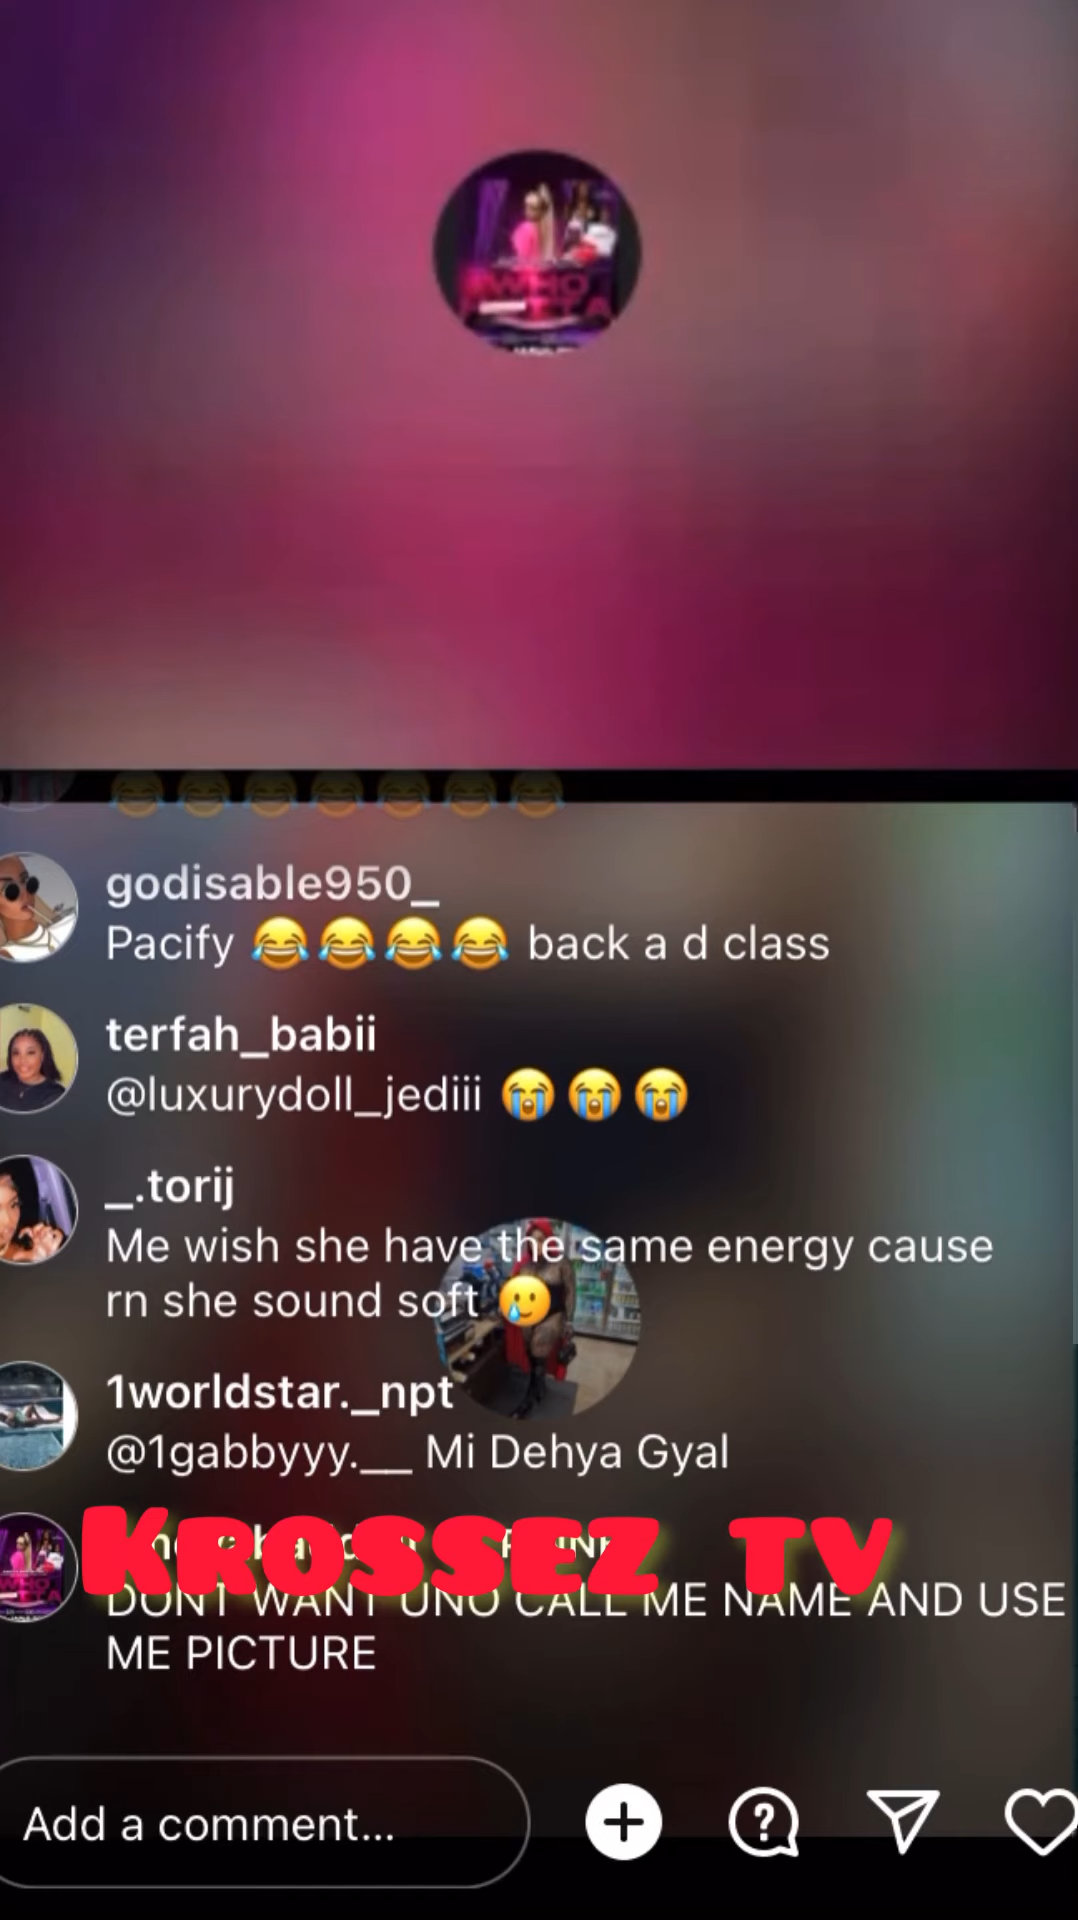 WHO
godisable950_
Pacify 😂😂😂😂 back a d class
terfah_babii
@luxurydoll_jediii 😭😭😭
_.torij
Me wish she have the same energy cause
rn she sound soft 🥲
1worldstar._npt
@1gabbyyy.__ Mi Dehya Gyal
KROSSEZ TV
DONT WANT UNO CALL ME NAME AND USE
ME PICTURE
Add a comment...